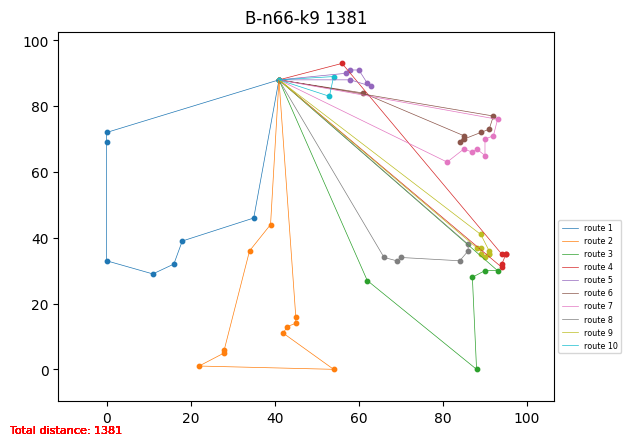 B-n66-k9 1381
100
80
60
40
20
0
0 20 40 60 80 100
route 1
route 2
route 3
route 4
route 5
route 6
route 7
route 8
route 9
route 10
Total distance: 1381